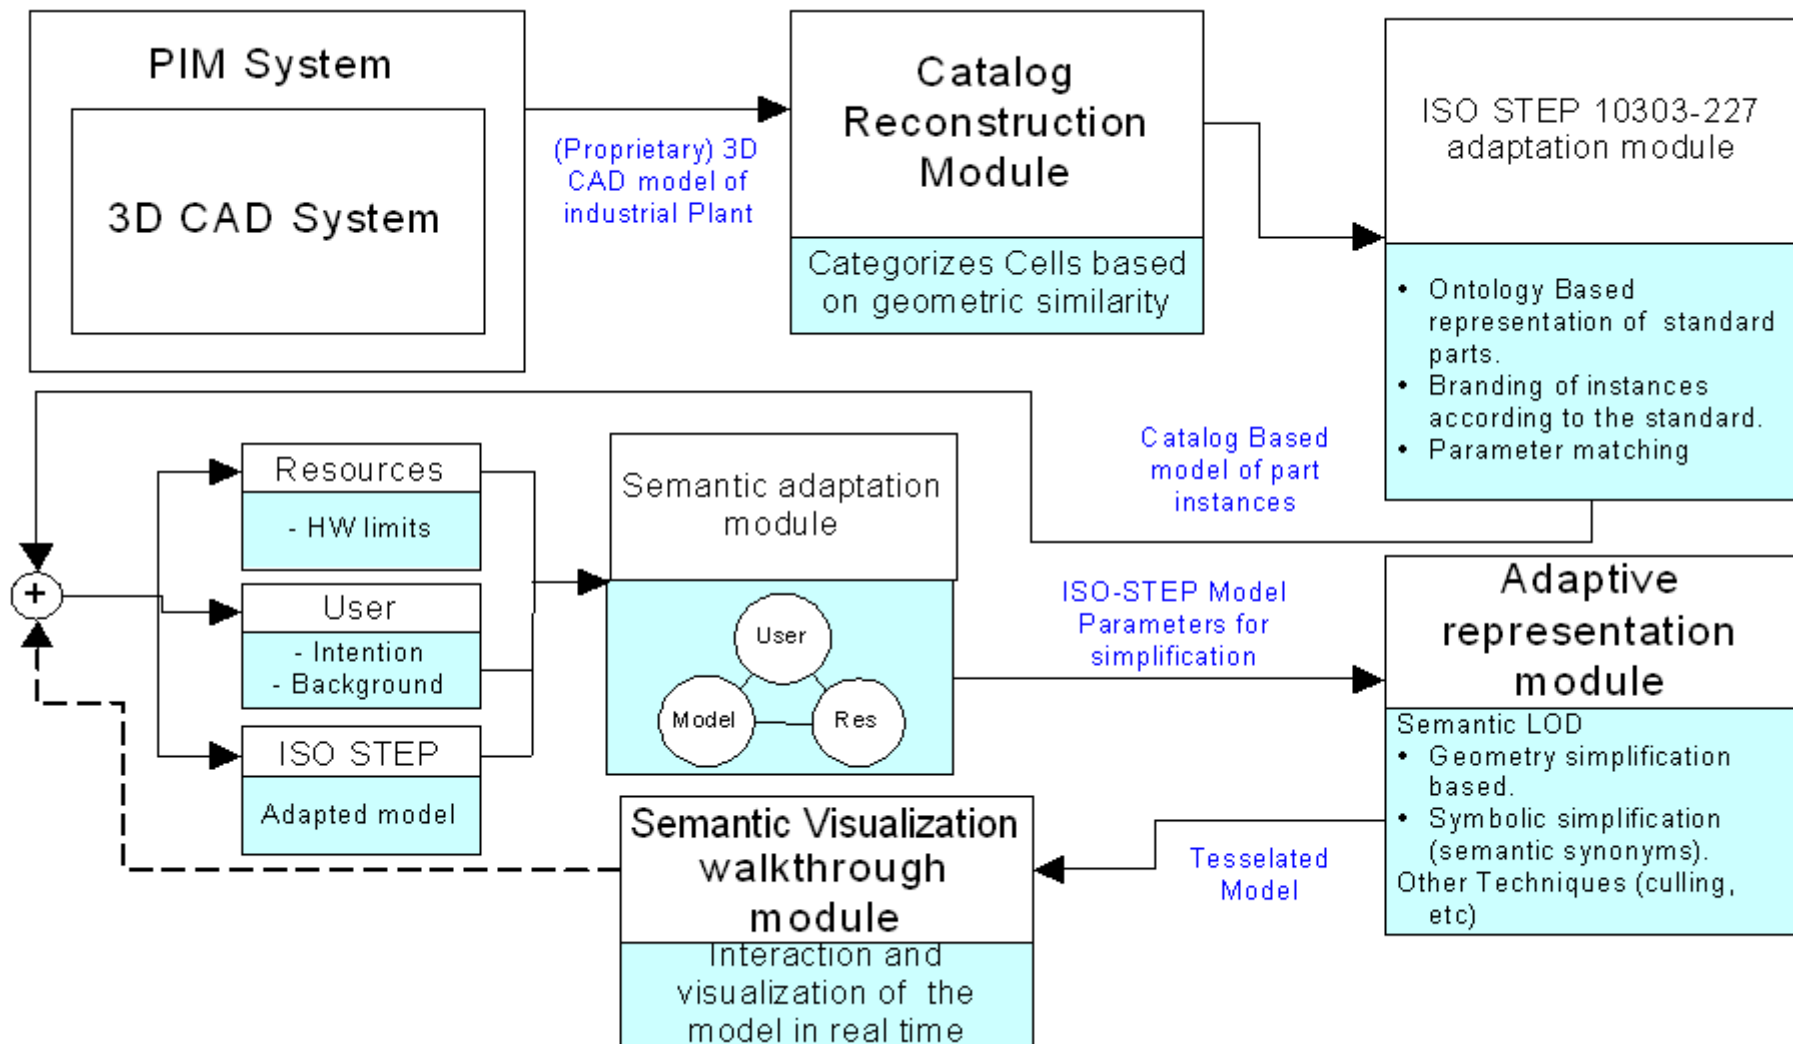 PIM System
3D CAD System
(Proprietary) 3D
CAD model of
industrial Plant
Catalog
Reconstruction
Module
Categorizes Cells based
on geometric similarity
ISO STEP 10303-227
adaptation module
• Ontology Based
representation of standard
parts.
• Branding of instances
according to the standard.
• Parameter matching
Catalog Based
model of part
instances
+
Resources
- HW limits
User
- Intention
- Background
ISO STEP
Adapted model
Semantic adaptation
module
User
Model
Res
ISO-STEP Model
Parameters for
simplification
Adaptive
representation
module
Semantic LOD
• Geometry simplification
based.
• Symbolic simplification
(semantic synonyms).
Other Techniques (culling,
etc)
Tesselated
Model
Semantic Visualization
walkthrough
module
Interaction and
visualization of the
model in real time